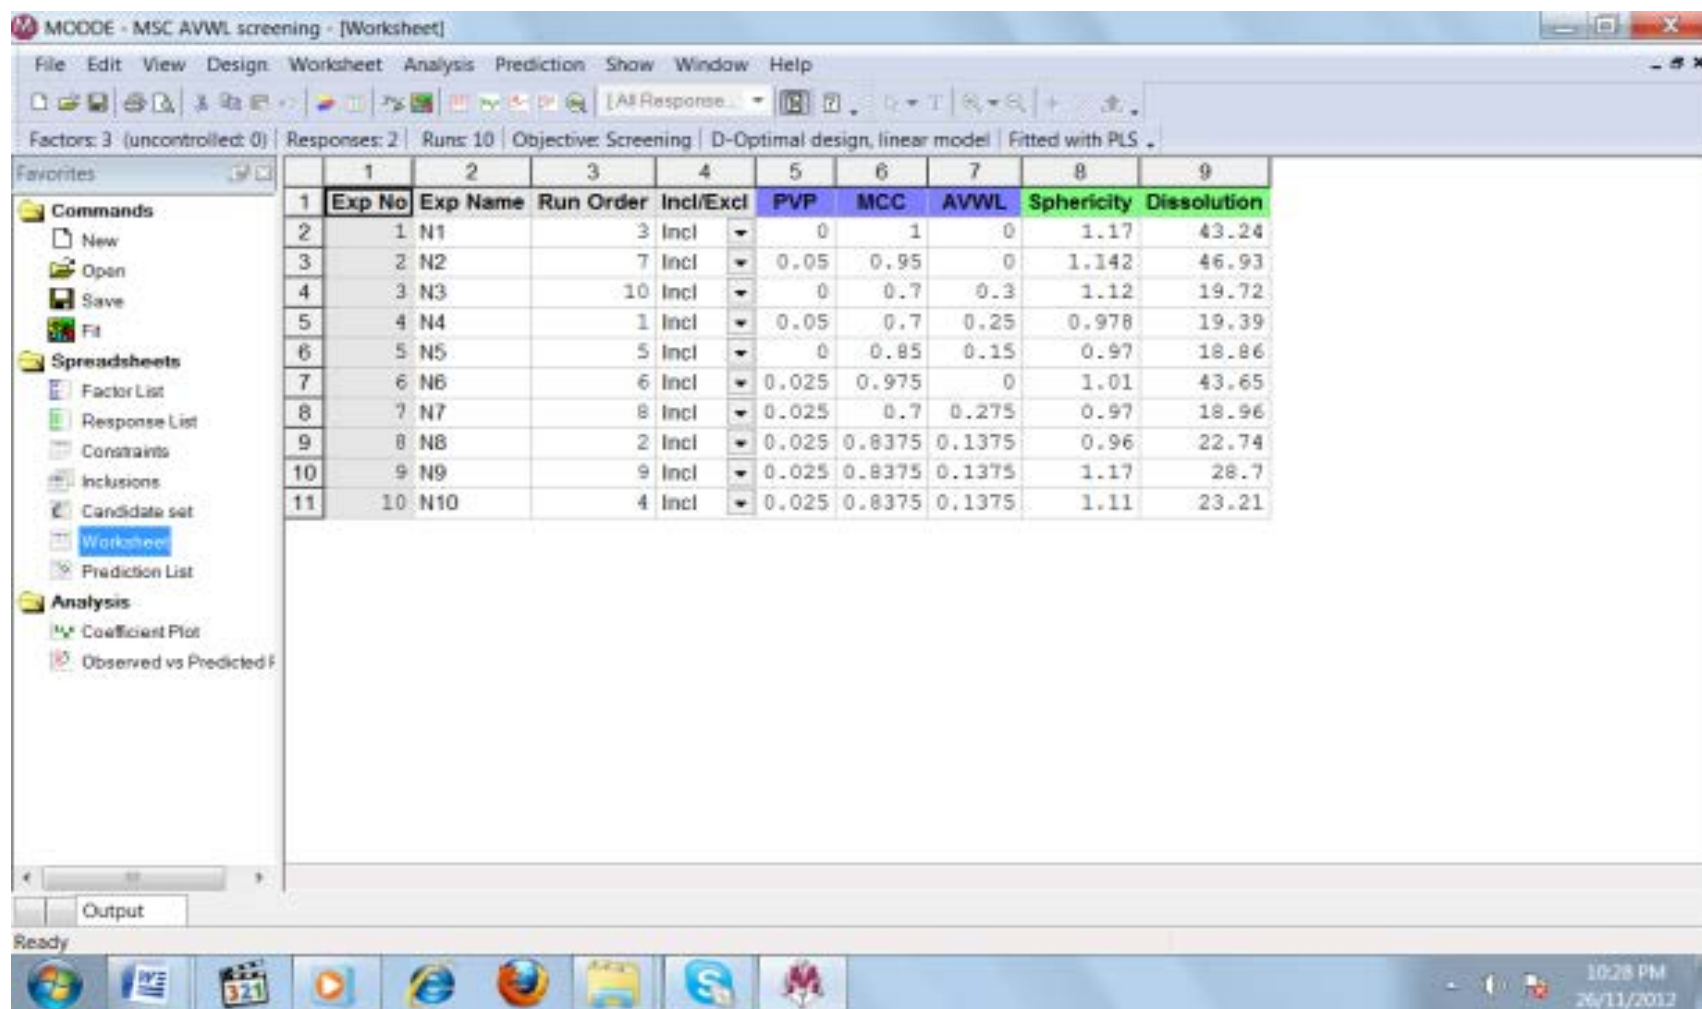 MODDE - MSC AVWL screening - [Worksheet]
File Edit View Design Worksheet Analysis Prediction Show Window Help
[All Response...
Factors: 3 (uncontrolled: 0) Responses: 2 Runs: 10 Objective: Screening D-Optimal design, linear model Fitted with PLS
Favorites
Commands
New
Open
Save
Fit
Spreadsheets
Factor List
Response List
Constraints
Inclusions
Candidate set
Worksheet
Prediction List
Analysis
Coefficient Plot
Observed vs Predicted P
1 2 3 4 5 6 7 8 9
1 Exp No Exp Name Run Order Incl/Excl PVP MCC AVWL Sphericity Dissolution
2 1 N1 3 Incl 0 1 0 1.17 43.24
3 2 N2 7 Incl 0.05 0.95 0 1.142 46.93
4 3 N3 10 Incl 0 0.7 0.3 1.12 19.72
5 4 N4 1 Incl 0.05 0.7 0.25 0.978 19.39
6 5 N5 5 Incl 0 0.85 0.15 0.97 18.86
7 6 N6 6 Incl 0.025 0.975 0 1.01 43.65
8 7 N7 8 Incl 0.025 0.7 0.275 0.97 18.96
9 8 N8 2 Incl 0.025 0.8375 0.1375 0.96 22.74
10 9 N9 9 Incl 0.025 0.8375 0.1375 1.17 28.7
11 10 N10 4 Incl 0.025 0.8375 0.1375 1.11 23.21
Output
Ready
321
10:28 PM
26/11/2012